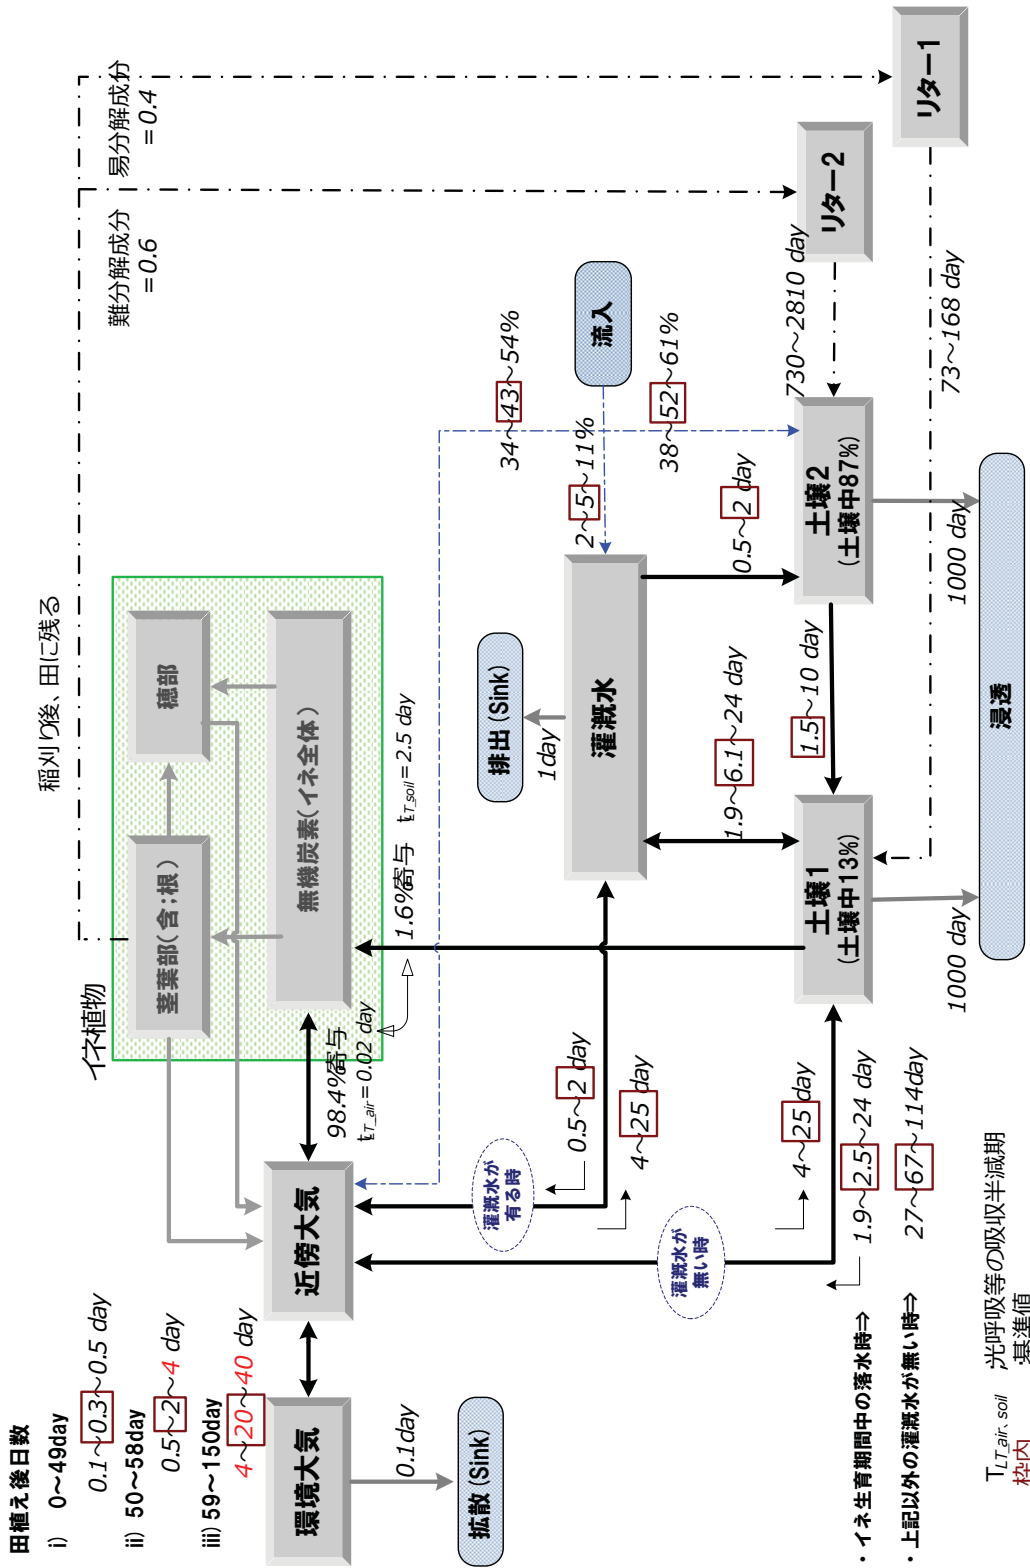 田植え後日数
i) 0～49day
0.1～0.3～0.5 day
ii) 50～58day
0.5～2～4 day
iii) 59～150day
4～20～40 day
環境大気
0.1day
拡散(Sink)
近傍大気
イネ植物
茎葉部(含;根)
穂部
無機炭素(イネ全体)
稲刈り後、田に残る
98.4%寄与
tLT_air=0.02 day
1.6%寄与
tLT_soil=2.5 day
難分解成分
=0.6
易分解成分
=0.4
灌漑水が
有る時
0.5～2 day
4～25 day
灌漑水が
無い時
4～25 day
・イネ生育期間中の落水時⇒
1.9～2.5～24 day
・上記以外の灌漑水が無い時⇒
27～67～114day
排出(Sink)
1day
灌漑水
流入
34～43～54%
2～5～11%
38～52～61%
1.9～6.1～24 day
0.5～2 day
1.5～10 day
土壌1
(土壌中13%)
土壌2
(土壌中87%)
リター2
リター1
730～2810 day
73～168 day
1000 day
1000 day
浸透
TLT_air, soil ;光呼吸等の吸収半減期
枠内 ;基準値